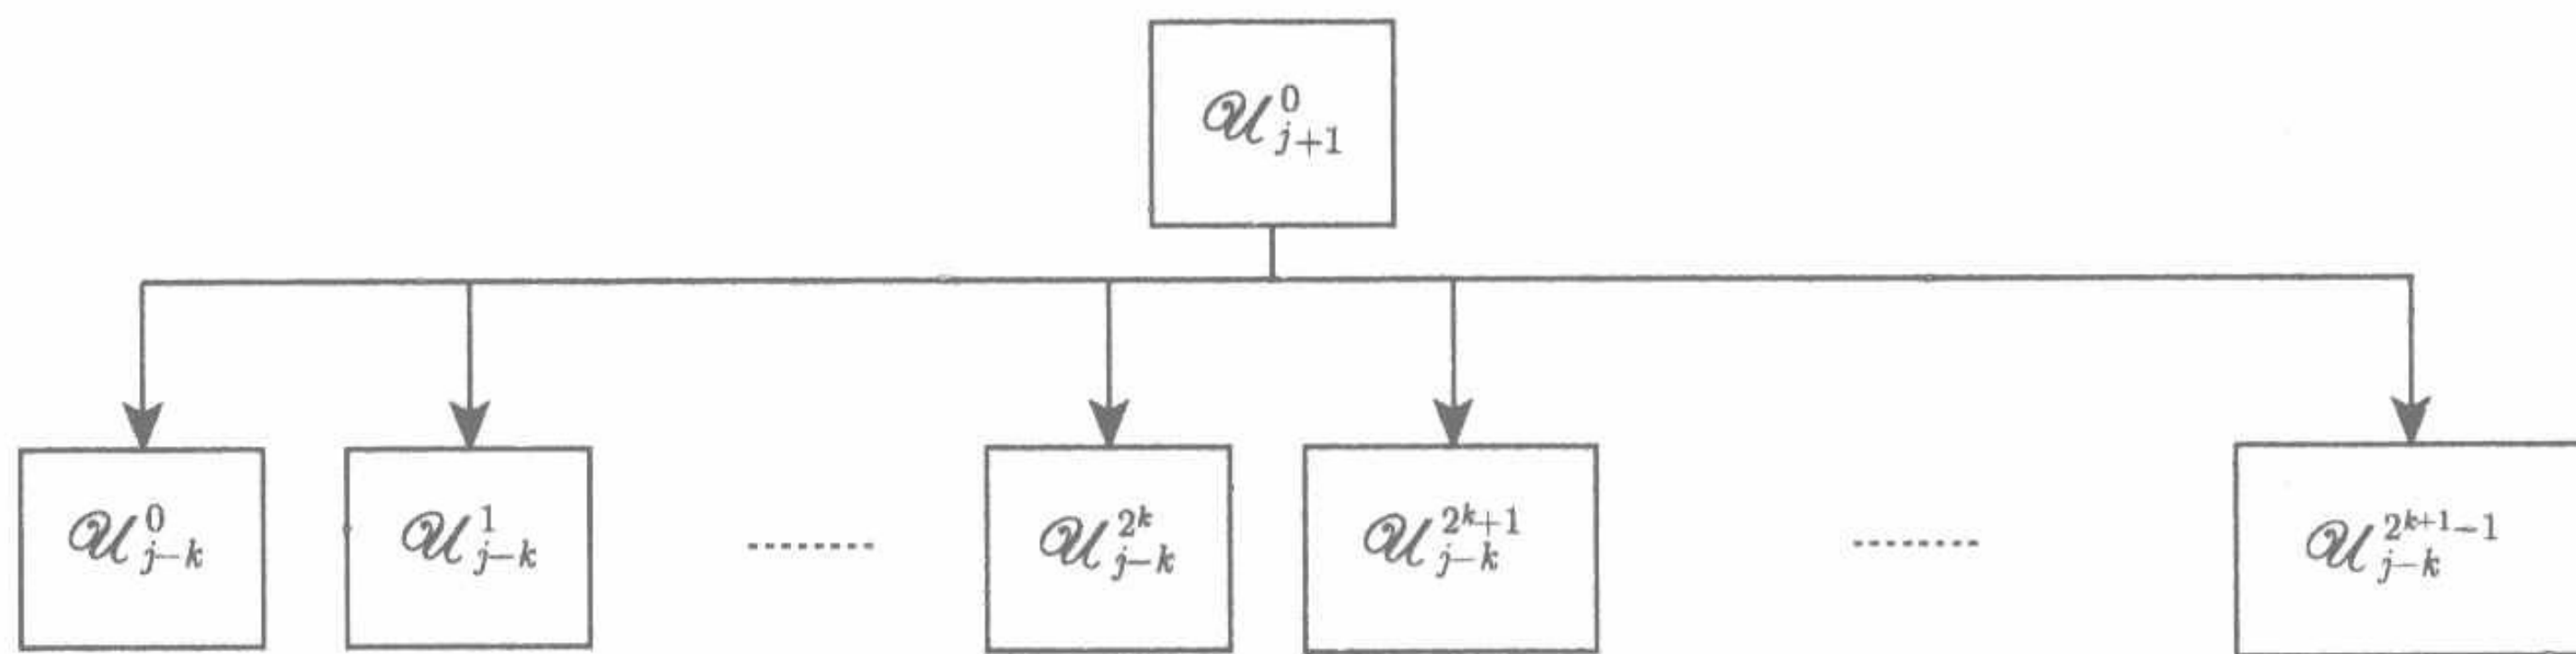 𝒰^0_{j+1}
𝒰^0_{j-k}
𝒰^1_{j-k}
𝒰^{2^k}_{j-k}
𝒰^{2^k+1}_{j-k}
𝒰^{2^{k+1}-1}_{j-k}